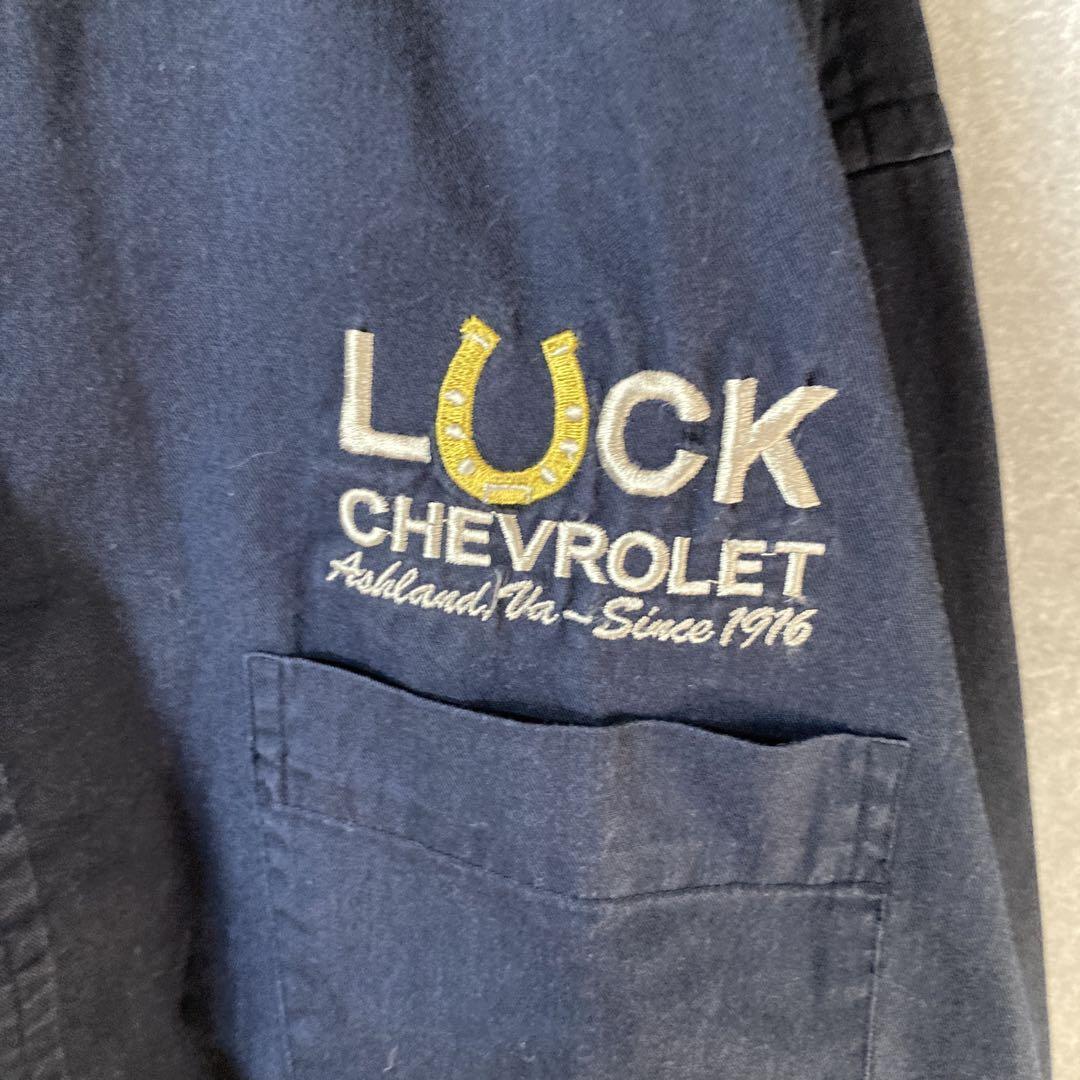 LUCK
CHEVROLET
Ashland, Va - Since 1916